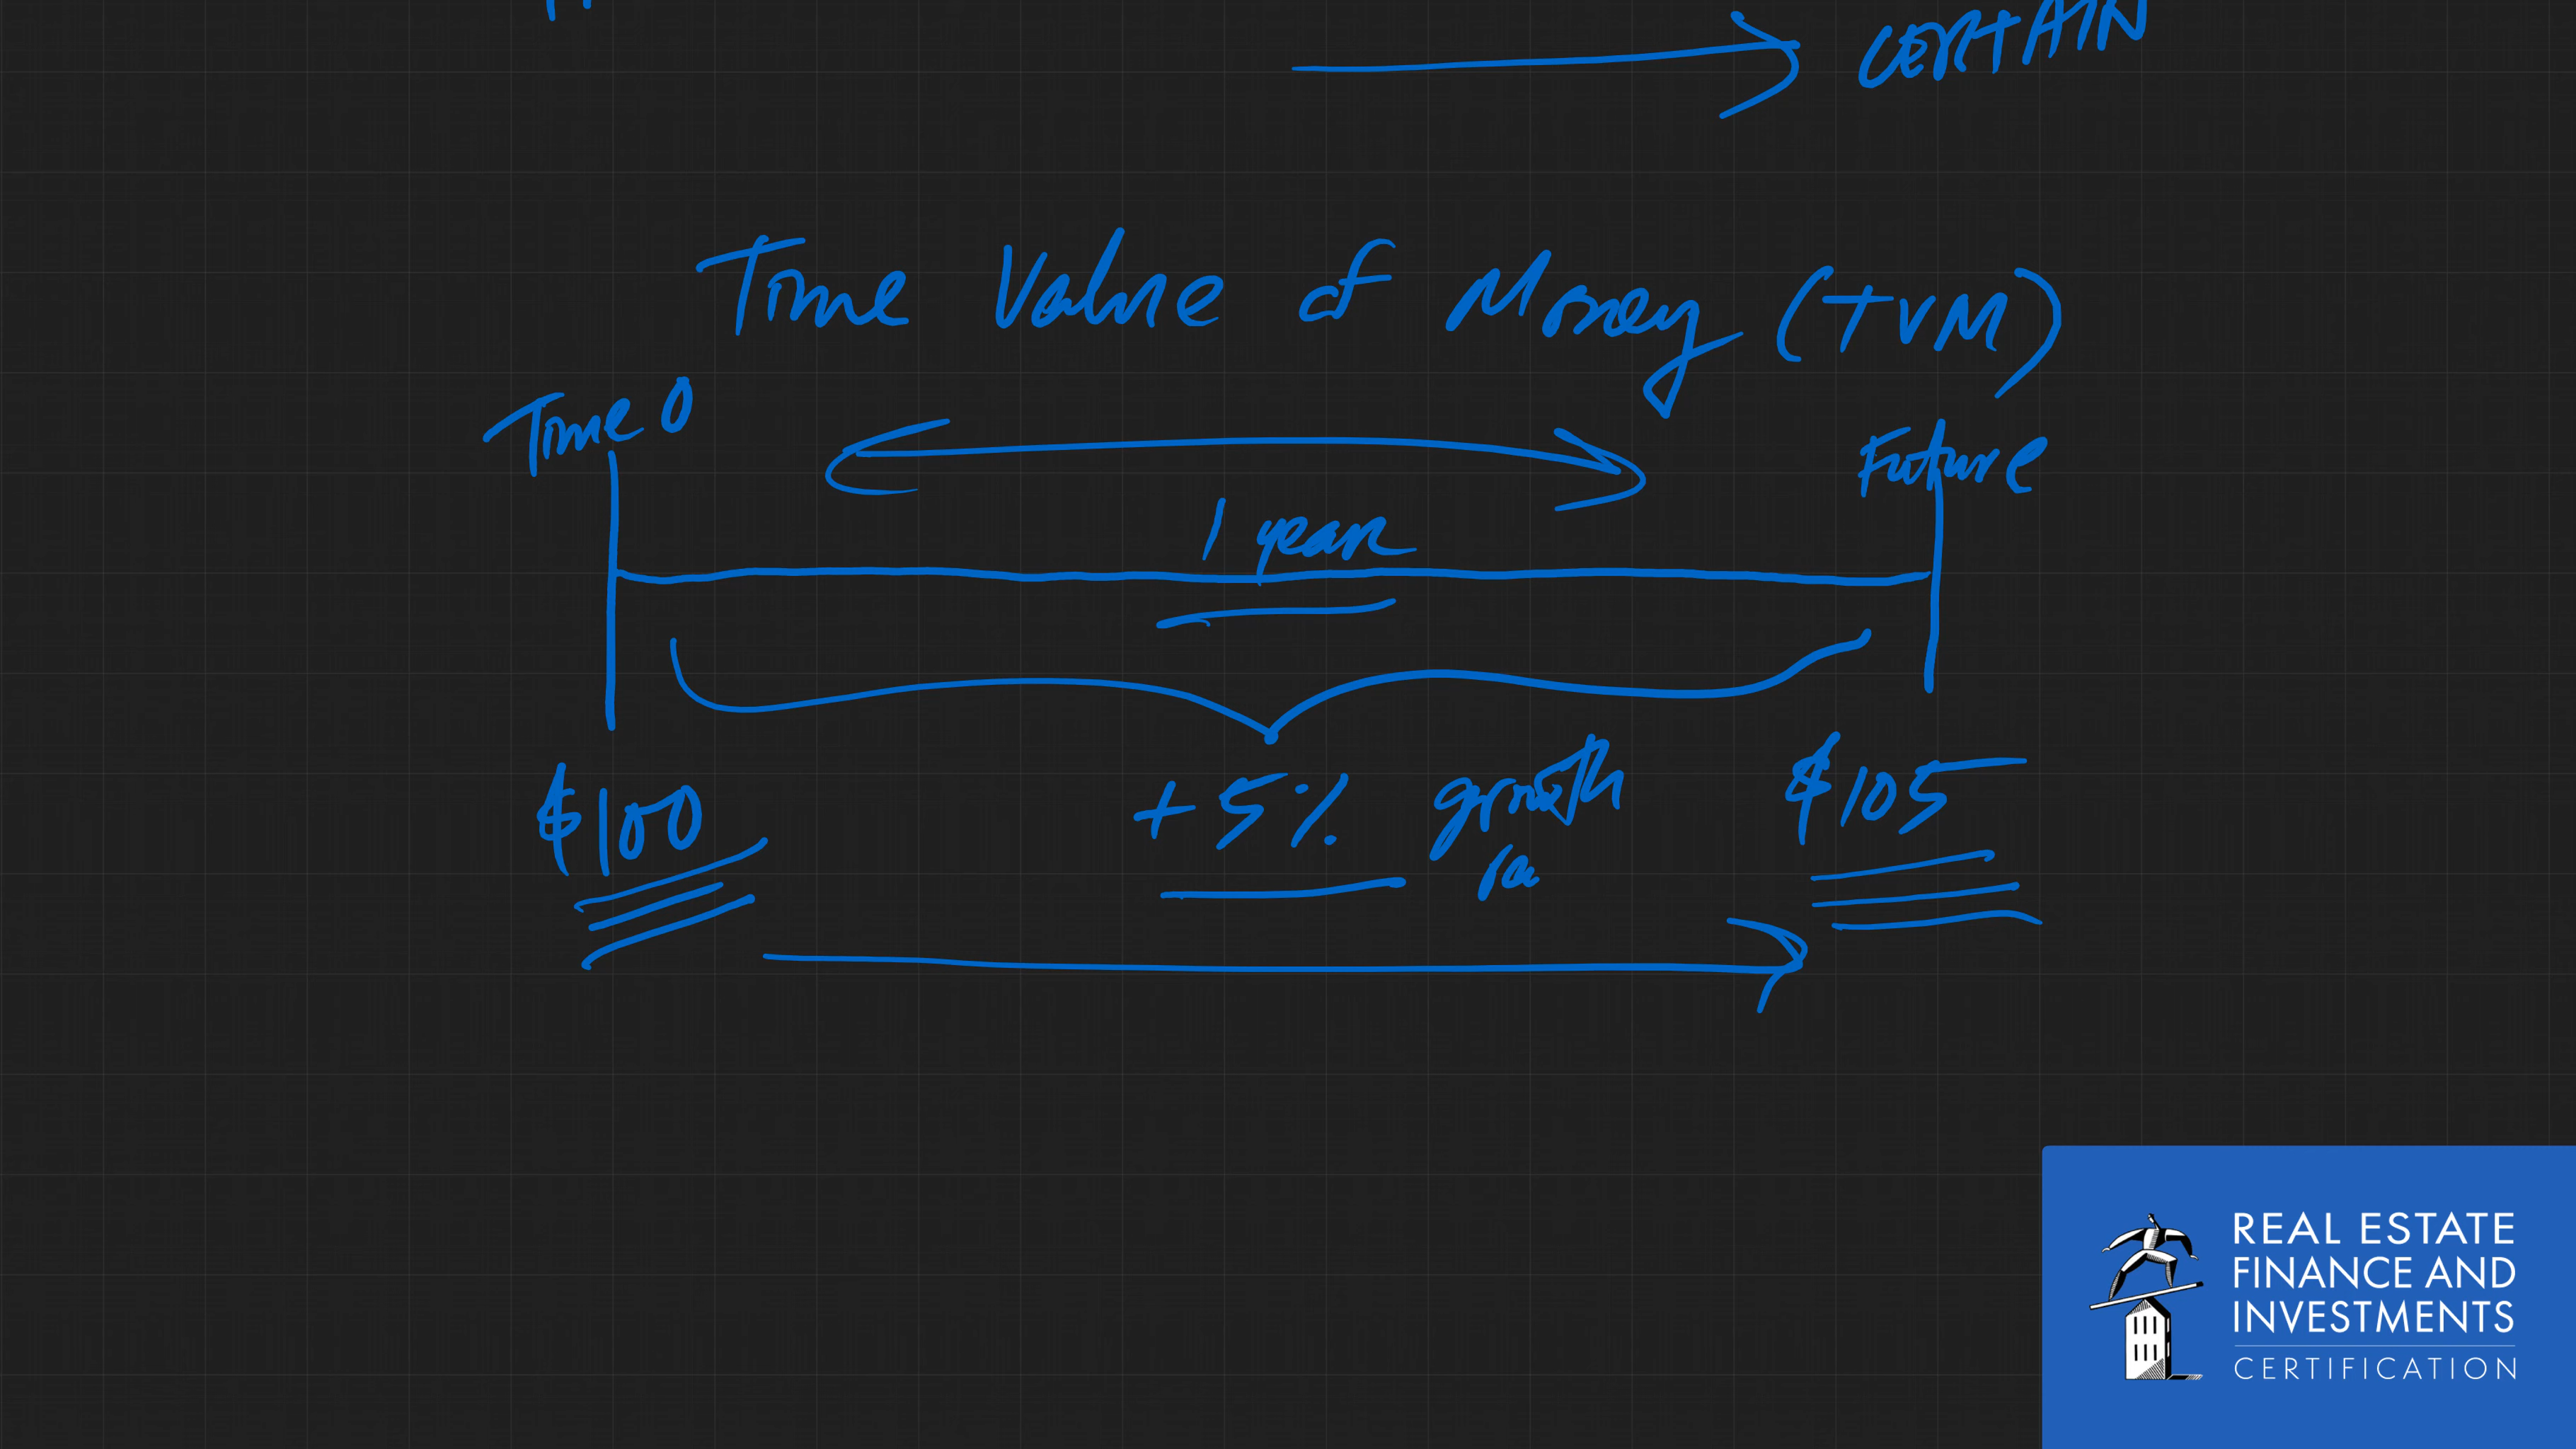 CERTAIN
Time Value of Money (TVM)
Time 0
Future
1 year
$100
+ 5% growth
$105
REAL ESTATE
FINANCE AND
INVESTMENTS
CERTIFICATION